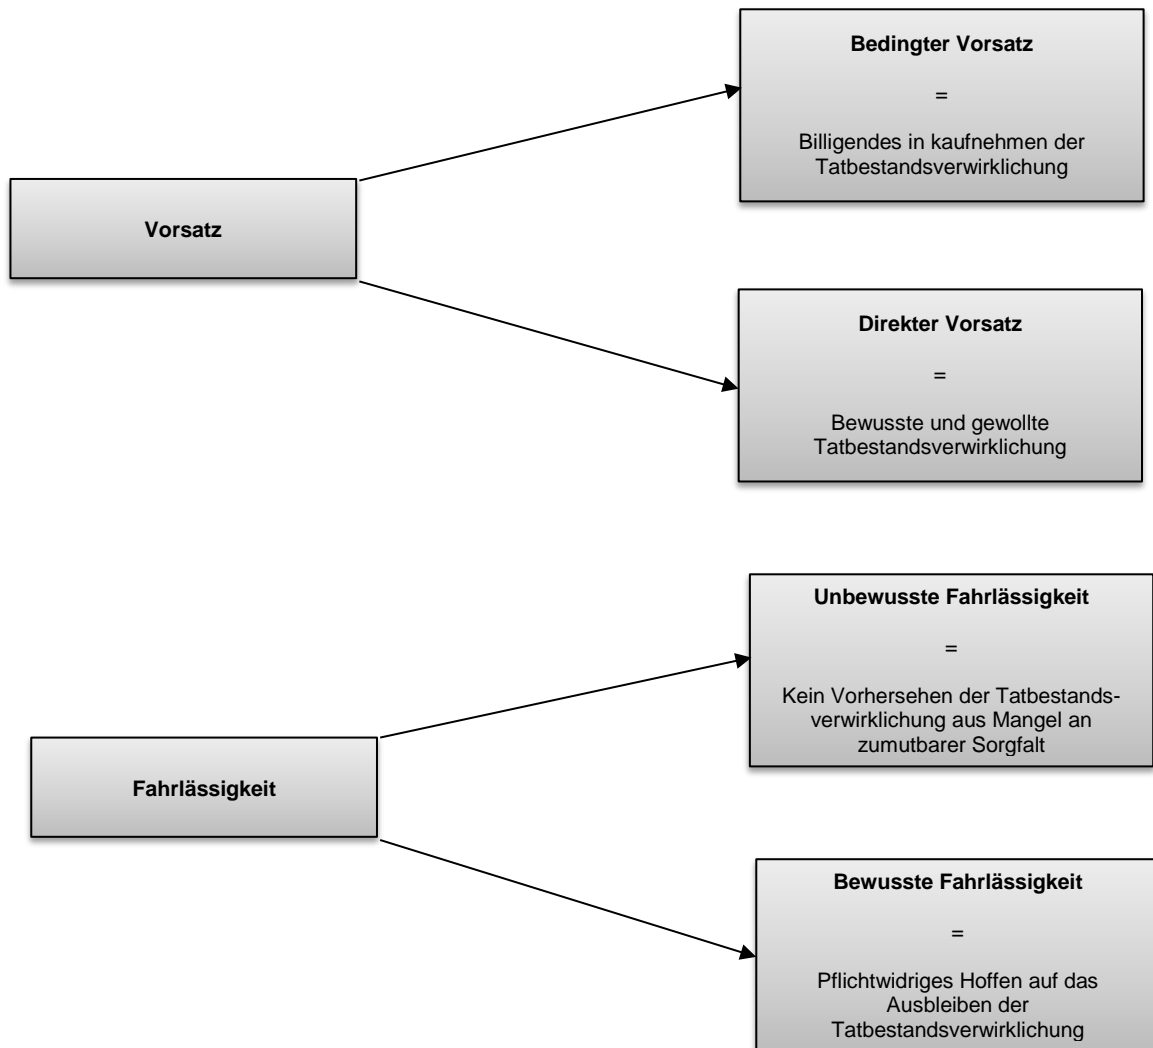 Bedingter Vorsatz
=
Billigendes in kaufnehmen der
Tatbestandsverwirklichung
Vorsatz
Direkter Vorsatz
=
Bewusste und gewollte
Tatbestandsverwirklichung
Unbewusste Fahrlässigkeit
=
Kein Vorhersehen der Tatbestands-
verwirklichung aus Mangel an
zumutbarer Sorgfalt
Fahrlässigkeit
Bewusste Fahrlässigkeit
=
Pflichtwidriges Hoffen auf das
Ausbleiben der
Tatbestandsverwirklichung